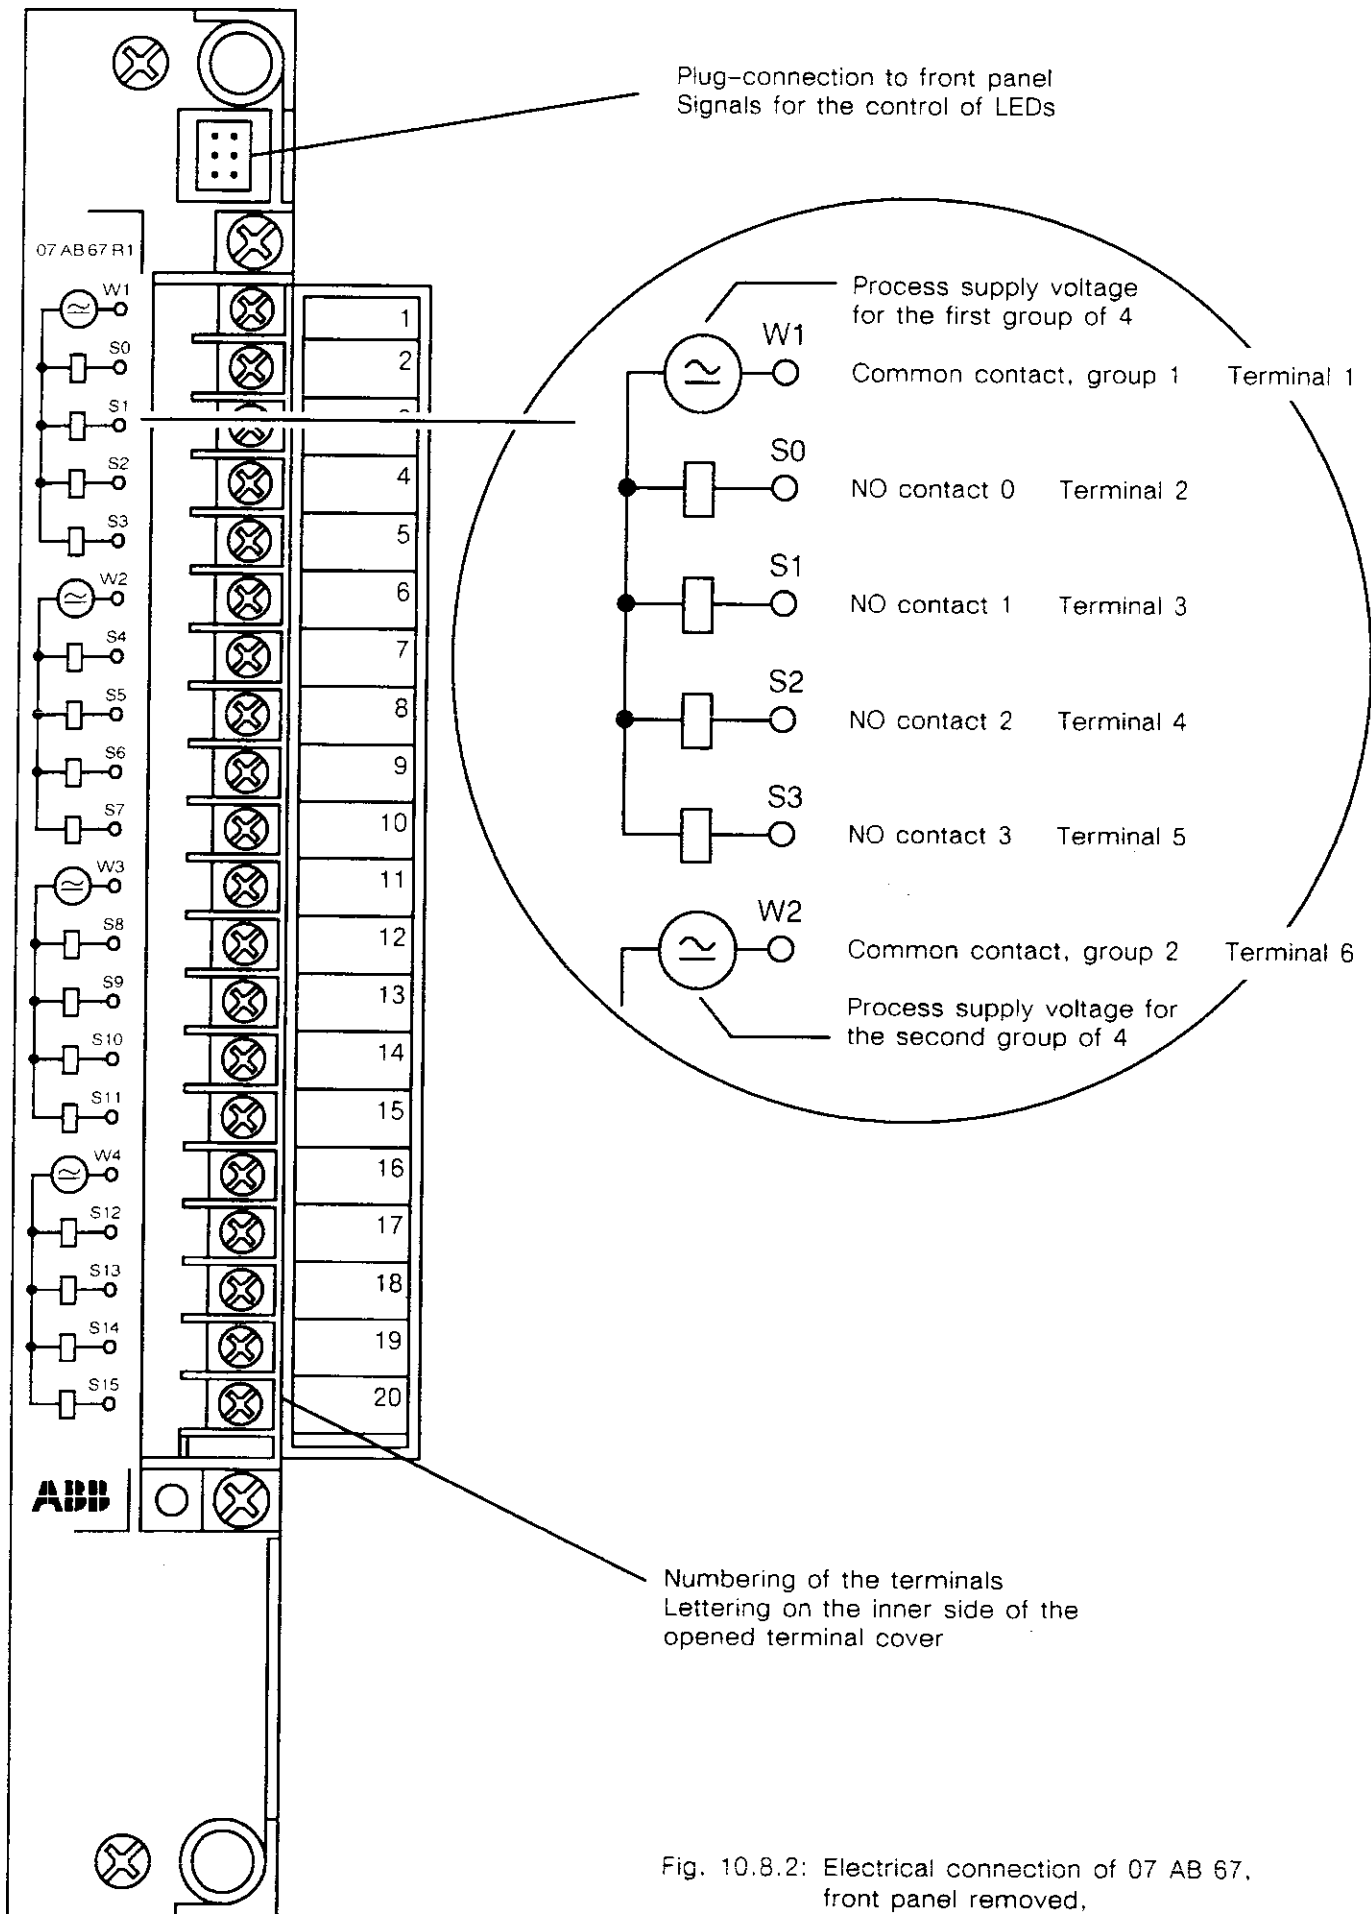 Plug-connection to front panel
Signals for the control of LEDs
07 AB 67 R1
W1
S0
S1
S2
S3
W2
S4
S5
S6
S7
W3
S8
S9
S10
S11
W4
S12
S13
S14
S15
ABB
1
2
4
5
6
7
8
9
10
11
12
13
14
15
16
17
18
19
20
Process supply voltage
for the first group of 4
W1
Common contact, group 1 Terminal 1
S0
NO contact 0 Terminal 2
S1
NO contact 1 Terminal 3
S2
NO contact 2 Terminal 4
S3
NO contact 3 Terminal 5
W2
Common contact, group 2 Terminal 6
Process supply voltage for
the second group of 4
Numbering of the terminals
Lettering on the inner side of the
opened terminal cover
Fig. 10.8.2: Electrical connection of 07 AB 67,
front panel removed,